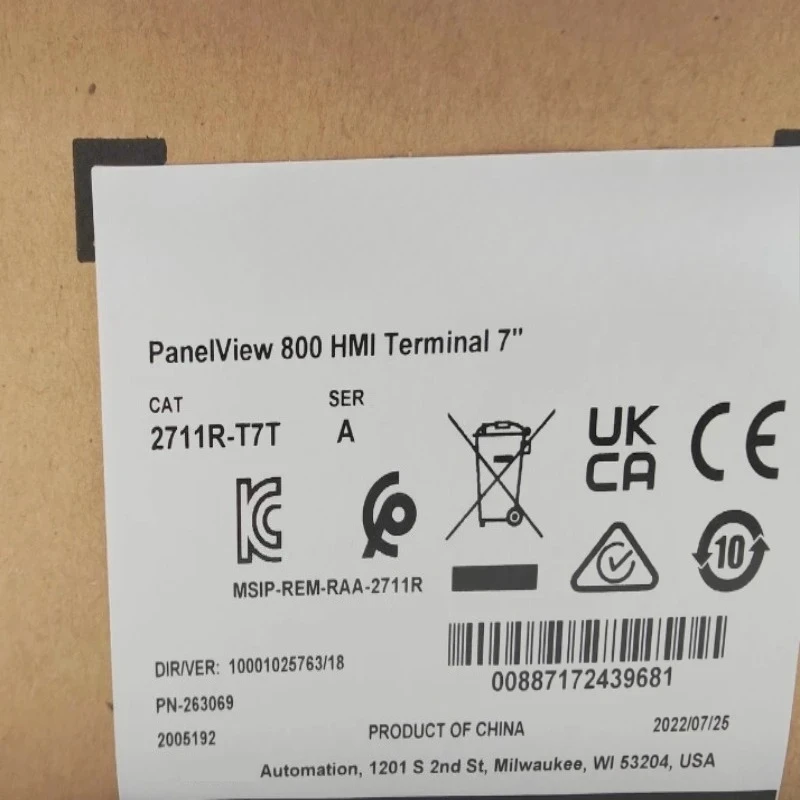 PanelView 800 HMI Terminal 7"
CAT SER
2711R-T7T A
UK
CA
CE
KC
10
MSIP-REM-RAA-2711R
DIR/VER: 10001025763/18
00887172439681
PN-263069
2005192
PRODUCT OF CHINA
2022/07/25
Automation, 1201 S 2nd St, Milwaukee, WI 53204, USA